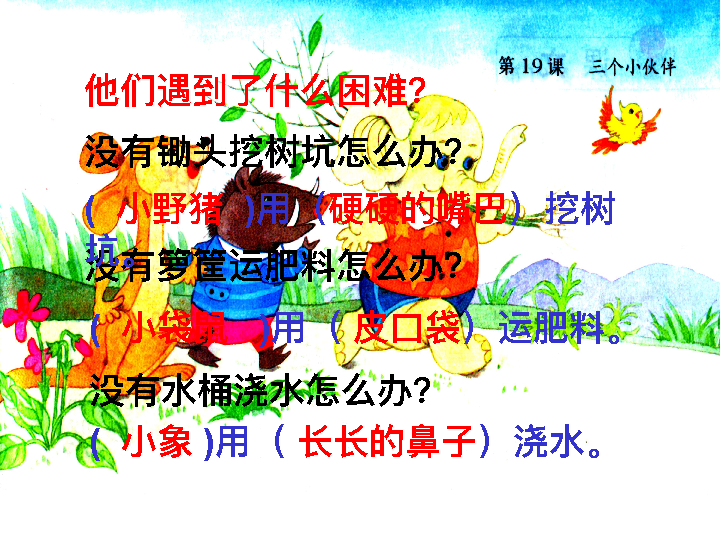 第19课 三个小伙伴
他们遇到了什么困难?
没有锄头挖树坑怎么办?
( 小野猪 )用（硬硬的嘴巴）挖树
坑。
没有箩筐运肥料怎么办?
( 小袋鼠 )用（ 皮口袋）运肥料。
没有水桶浇水怎么办?
( 小象 )用（ 长长的鼻子）浇水。